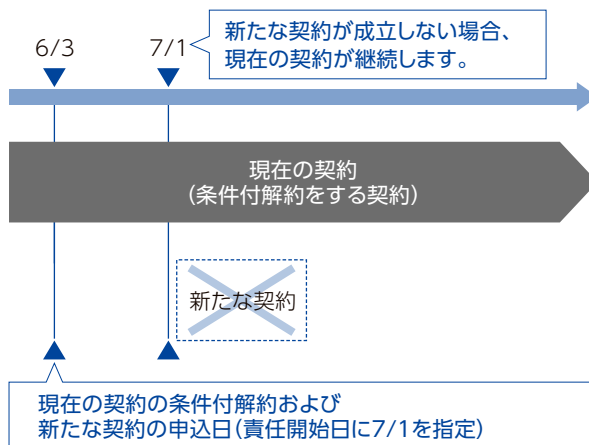 6/3
7/1
新たな契約が成立しない場合、
現在の契約が継続します。
現在の契約
(条件付解約をする契約)
新たな契約
現在の契約の条件付解約および
新たな契約の申込日(責任開始日に7/1を指定)